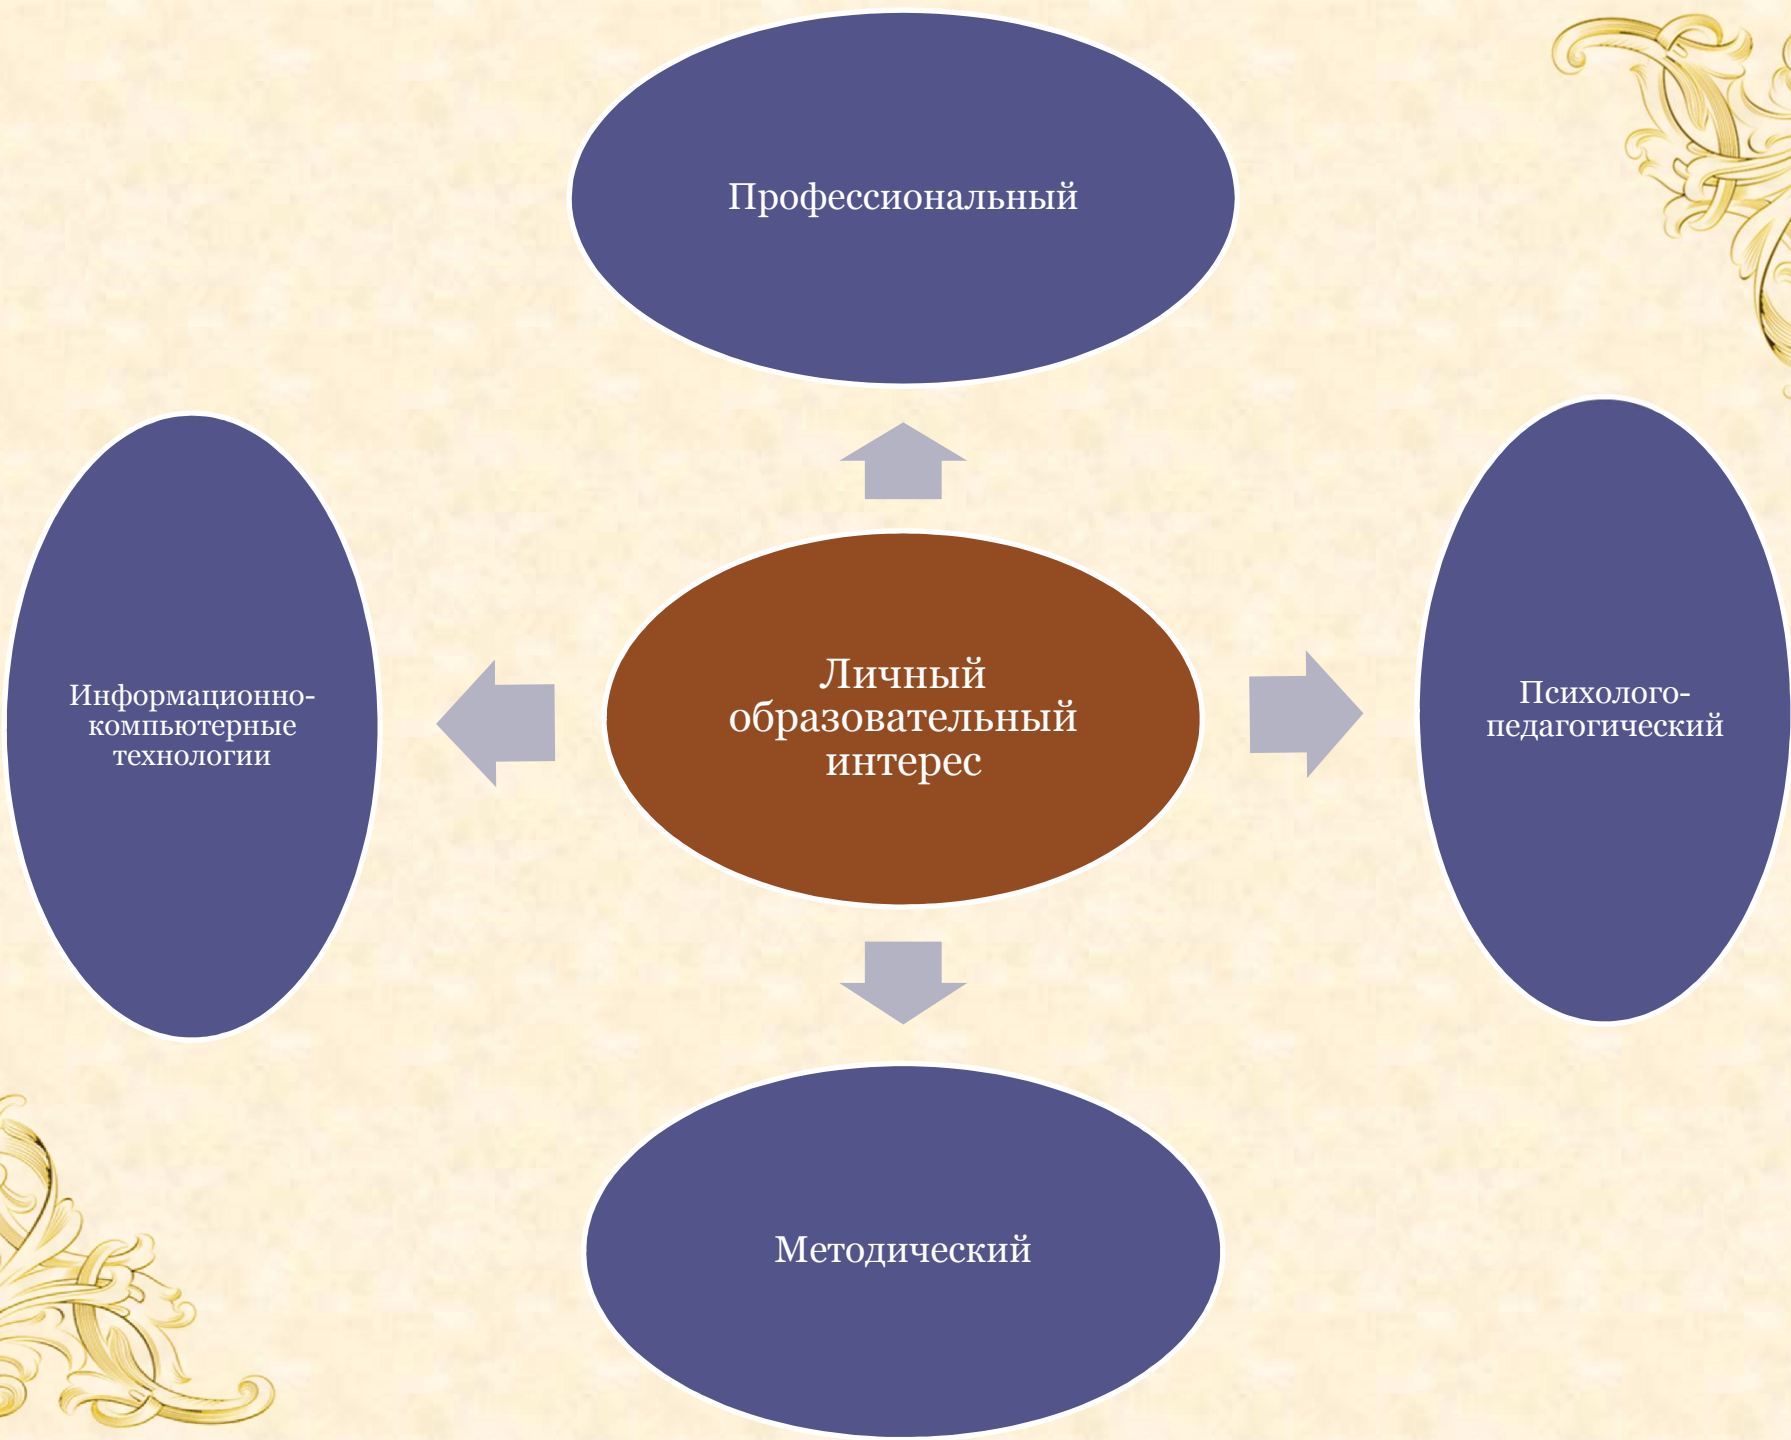 Профессиональный
Информационно-
компьютерные
технологии
Личный
образовательный
интерес
Психолого-
педагогический
Методический